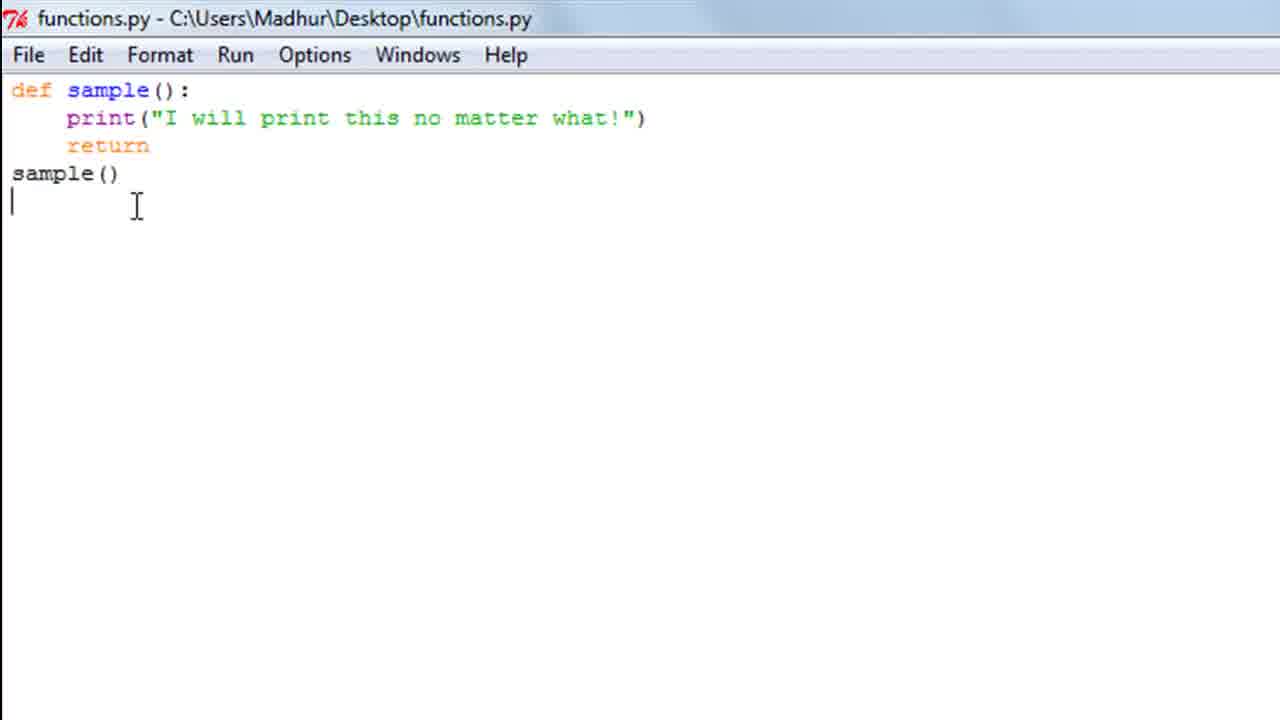 functions.py - C:\Users\Madhur\Desktop\functions.py
File Edit Format Run Options Windows Help
def sample():
    print("I will print this no matter what!")
    return
sample()